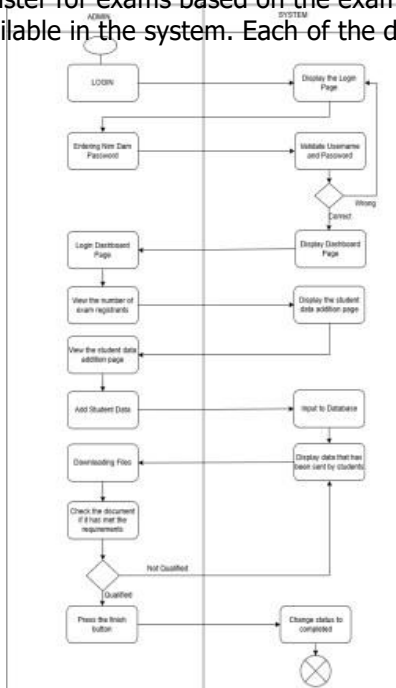 ister for exams based on the exam
ADMIN
SYSTEM
ilable in the system. Each of the d
LOGIN
Display the Login
Page
Entering Nim Dam
Password
Validate Username
and Password
Wrong
Correct
Login Dashboard
Page
Display Dashboard
Page
View the number of
exam registrants
Display the student
data addition page
View the student data
addition page
Add Student Data
Input to Database
Downloading Files
Display data that has
been sent by students
Check the document
if it has met the
requirements
Not Qualified
Qualified
Press the finish
button
Change status to
completed